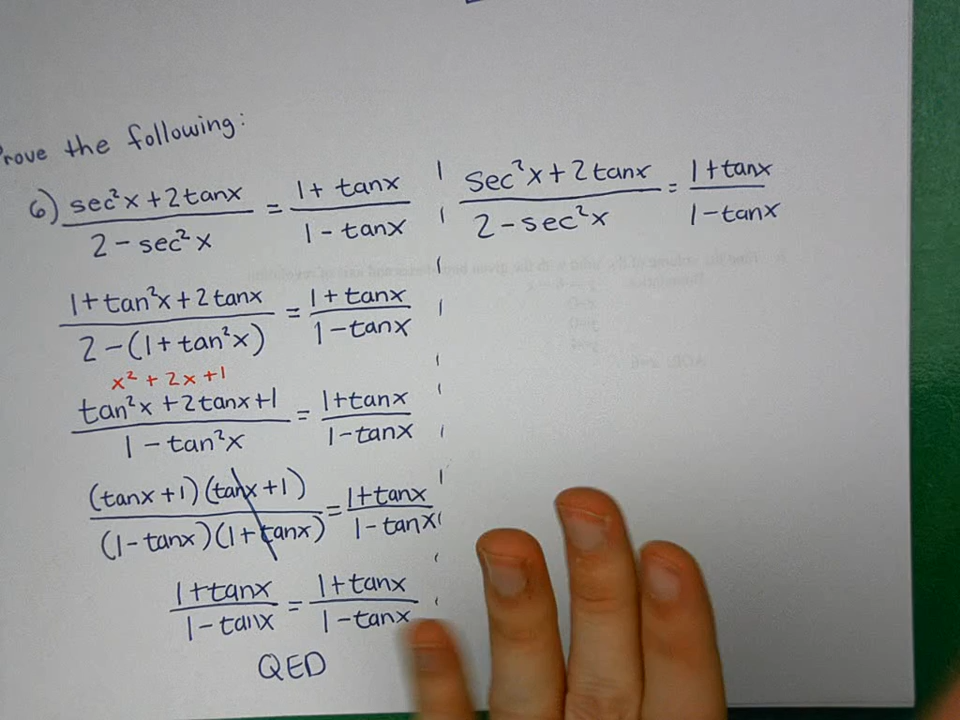 Prove the following:
6) sec²x + 2tanx / 2 - sec²x = 1 + tanx / 1 - tanx
1 + tan²x + 2tanx / 2 - (1 + tan²x) = 1 + tanx / 1 - tanx
x² + 2x + 1
tan²x + 2tanx + 1 / 1 - tan²x = 1 + tanx / 1 - tanx
(tanx + 1)(tanx + 1) / (1 - tanx)(1 + tanx) = 1 + tanx / 1 - tanx
1 + tanx / 1 - tanx = 1 + tanx / 1 - tanx
QED
sec²x + 2tanx / 2 - sec²x = 1 + tanx / 1 - tanx